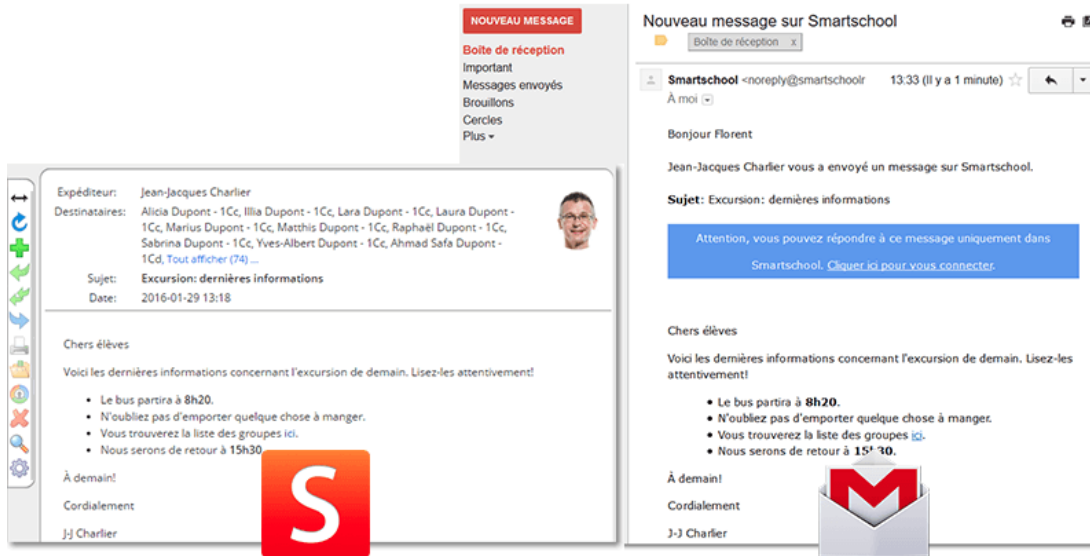 NOUVEAU MESSAGE
Boîte de réception
Important
Messages envoyés
Brouillons
Cercles
Plus
Expéditeur: Jean-Jacques Charlier
Destinataires: Alicia Dupont - 1Cc, Illia Dupont - 1Cc, Lara Dupont - 1Cc, Laura Dupont -
1Cc, Marius Dupont - 1Cc, Matthis Dupont - 1Cc, Raphaël Dupont - 1Cc,
Sabrina Dupont - 1Cc, Yves-Albert Dupont - 1Cc, Ahmad Safa Dupont -
1Cd, Tout afficher (74) ...
Sujet: Excursion: dernières informations
Date: 2016-01-29 13:18
Chers élèves
Voici les dernières informations concernant l'excursion de demain. Lisez-les attentivement!
• Le bus partira à 8h20.
• N'oubliez pas d'emporter quelque chose à manger.
• Vous trouverez la liste des groupes ici.
• Nous serons de retour à 15h30.
À demain!
Cordialement
J-J Charlier
S
Nouveau message sur Smartschool
Boîte de réception x
Smartschool <noreply@smartschoolr 13:33 (Il y a 1 minute)
À moi
Bonjour Florent
Jean-Jacques Charlier vous a envoyé un message sur Smartschool.
Sujet: Excursion: dernières informations
Attention, vous pouvez répondre à ce message uniquement dans
Smartschool. Cliquer ici pour vous connecter.
Chers élèves
Voici les dernières informations concernant l'excursion de demain. Lisez-les
attentivement!
• Le bus partira à 8h20.
• N'oubliez pas d'emporter quelque chose à manger.
• Vous trouverez la liste des groupes ici.
• Nous serons de retour à 15h30.
À demain!
Cordialement
J-J Charlier
M